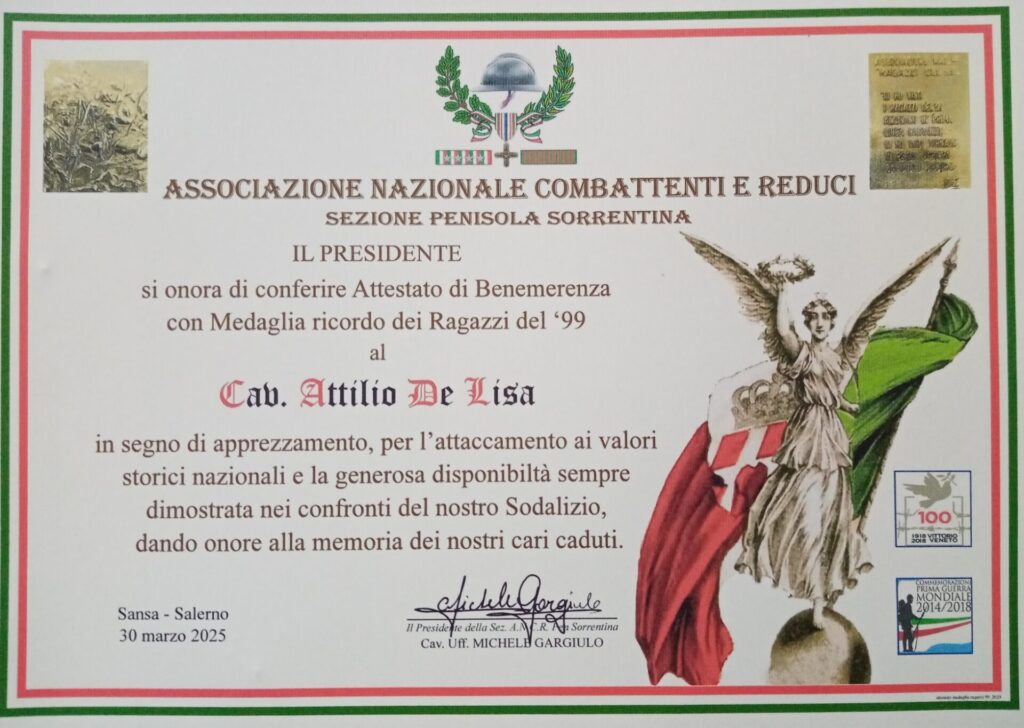 ASSOCIAZIONE NAZIONALE COMBATTENTI E REDUCI
SEZIONE PENISOLA SORRENTINA
IL PRESIDENTE
si onora di conferire Attestato di Benemerenza
con Medaglia ricordo dei Ragazzi del ‘99
al
Cav. Attilio De Lisa
in segno di apprezzamento, per l’attaccamento ai valori
storici nazionali e la generosa disponibiltà sempre
dimostrata nei confronti del nostro Sodalizio,
dando onore alla memoria dei nostri cari caduti.
Sansa - Salerno
30 marzo 2025
Michele Gargiulo
Il Presidente della Sez. A.N.C.R. Sorrentina
Cav. Uff. MICHELE GARGIULO
100
1918 VITTORIO
2018 VENETO
COMMEMORAZIONI
PRIMA GUERRA
MONDIALE
2014/2018